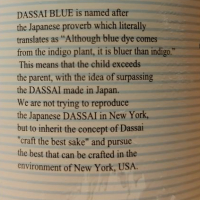 DASSAI BLUE is named after
the Japanese proverb which literally
translates as "Although blue dye comes
from the indigo plant, it is bluer than indigo."
This means that the child exceeds
the parent, with the idea of surpassing
the DASSAI made in Japan.
We are not trying to reproduce
the Japanese DASSAI in New York,
but to inherit the concept of Dassai
"craft the best sake" and pursue
the best that can be crafted in the
environment of New York, USA.